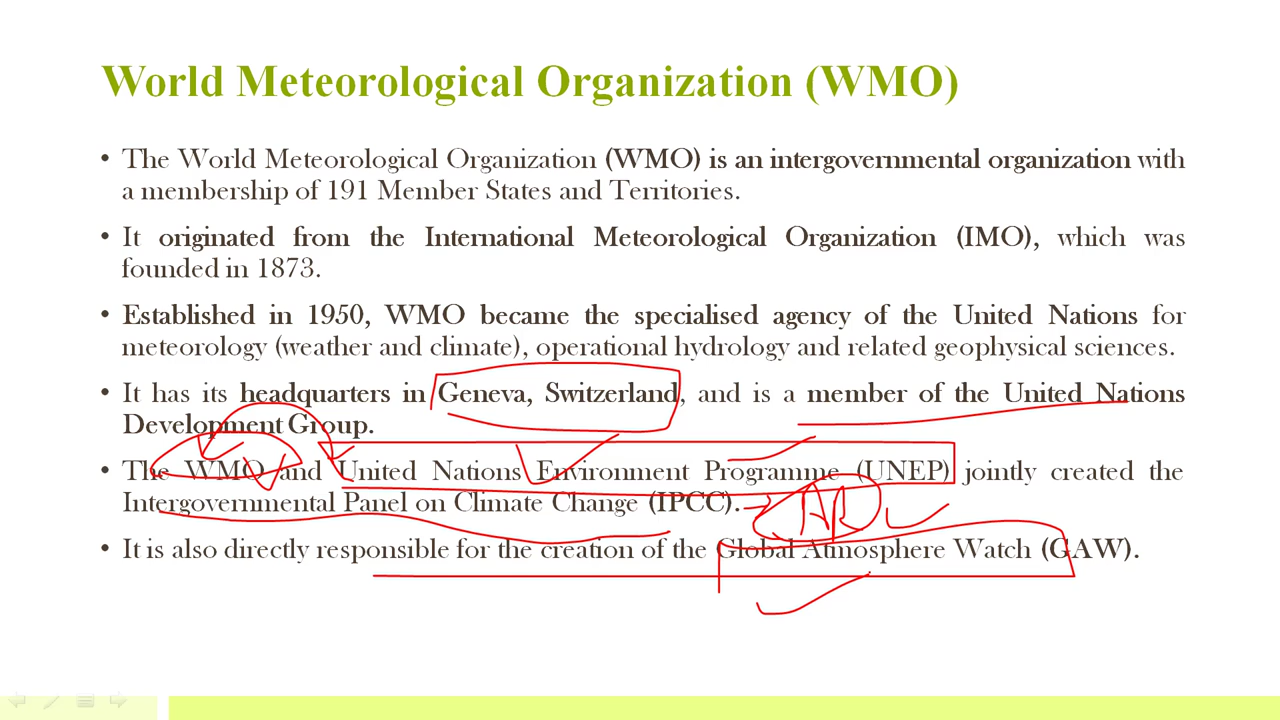 World Meteorological Organization (WMO)
• The World Meteorological Organization (WMO) is an intergovernmental organization with
a membership of 191 Member States and Territories.
• It originated from the International Meteorological Organization (IMO), which was
founded in 1873.
• Established in 1950, WMO became the specialised agency of the United Nations for
meteorology (weather and climate), operational hydrology and related geophysical sciences.
• It has its headquarters in Geneva, Switzerland, and is a member of the United Nations
Development Group.
• The WMO and United Nations Environment Programme (UNEP) jointly created the
Intergovernmental Panel on Climate Change (IPCC). → AR
• It is also directly responsible for the creation of the Global Atmosphere Watch (GAW).